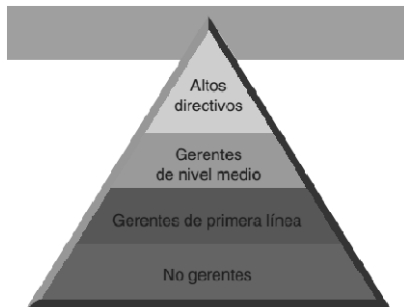 Altos
directivos
Gerentes
de nivel medio
Gerentes de primera línea
No gerentes